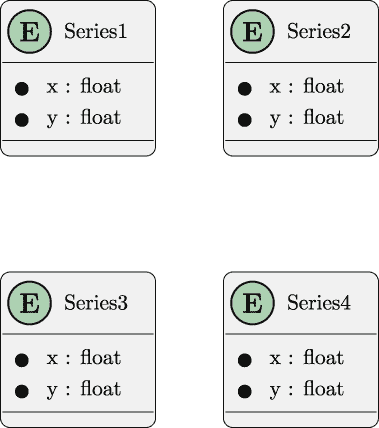 E Series1
x : float
y : float
E Series2
x : float
y : float
E Series3
x : float
y : float
E Series4
x : float
y : float